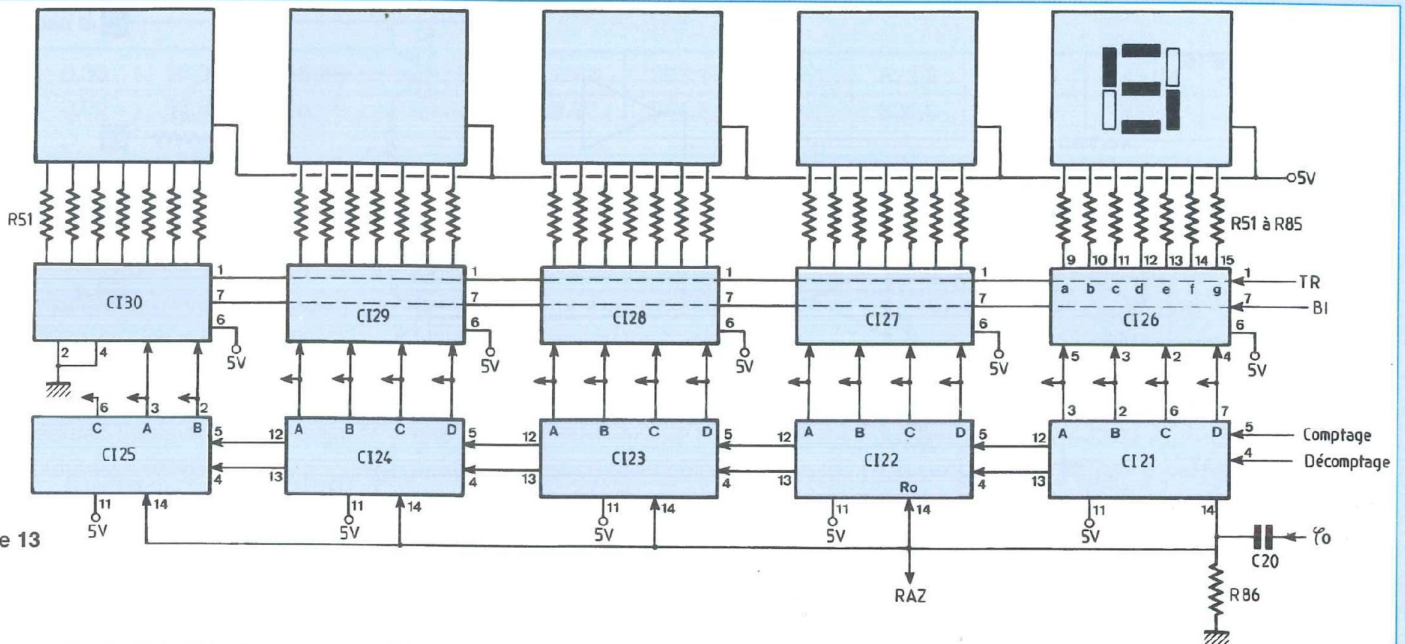 R51
R51 à R85
5V
9 10 11 12 13 14 15
a b c d e f g
1 1 1 1 1 TR
7 7 7 7 7 BI
CI30 CI29 CI28 CI27 CI26
6 6 6 6 6
5V 5V 5V 5V 5V
2 4
5 3 2 4
6 3 2
3 2 6 7
C A B
A B C D
A B C D
A B C D
A B C D
5 12 5 12 5 12 5 12 5 Comptage
4 13 4 13 4 13 4 13 4 Décomptage
CI25 CI24 CI23 CI22 CI21
Ro
11 14 11 14 11 14 11 14 11 14
5V 5V 5V 5V 5V
e 13
C20
RAZ
R86